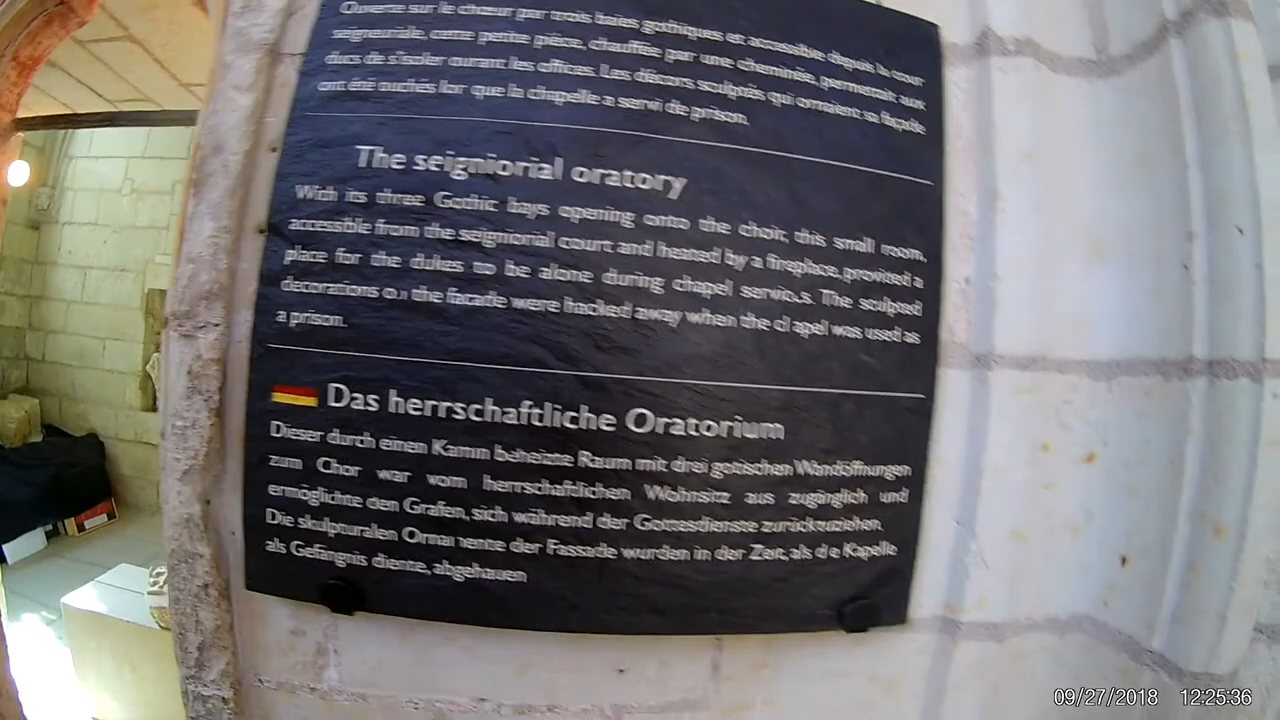 Ouverte sur le chœur par trois baies gothiques et accessible depuis la cour
seigneuriale, cette petite pièce, chauffée par une cheminée, permettait aux
ducs de s'isoler durant les offices. Les décors sculptés qui ornaient sa façade
ont été buchés lor que la chapelle a servi de prison.
The seigniorial oratory
With its three Gothic bays opening onto the choir, this small room,
accessible from the seigniorial court and heated by a fireplace, provided a
place for the dukes to be alone during chapel services. The sculpted
decorations on the facade were hacked away when the chapel was used as
a prison.
Das herrschaftliche Oratorium
Dieser durch einen Kamin beheizte Raum mit drei gotischen Wandöffnungen
zum Chor war vom herrschaftlichen Wohnsitz aus zugänglich und
ermöglichte den Grafen, sich während der Gottesdienste zurückzuziehen.
Die skulpturalen Ornamente der Fassade wurden in der Zeit, als die Kapelle
als Gefängnis diente, abgehauen
09/27/2018 12:25:36